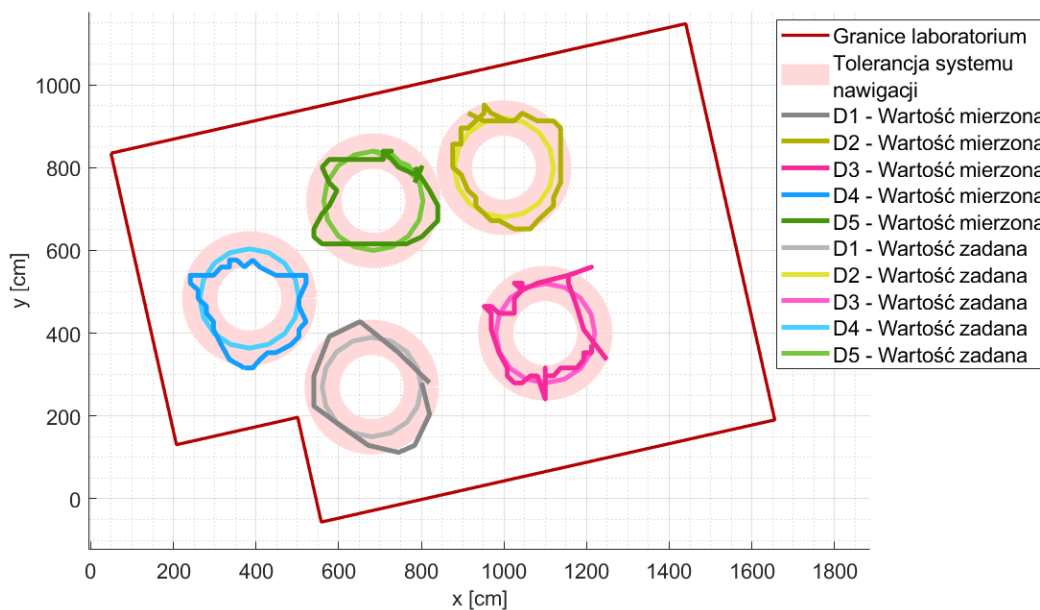 1000
800
600
400
200
0
y [cm]
0 200 400 600 800 1000 1200 1400 1600 1800
x [cm]
Granice laboratorium
Tolerancja systemu
nawigacji
D1 - Wartość mierzona
D2 - Wartość mierzona
D3 - Wartość mierzona
D4 - Wartość mierzona
D5 - Wartość mierzona
D1 - Wartość zadana
D2 - Wartość zadana
D3 - Wartość zadana
D4 - Wartość zadana
D5 - Wartość zadana